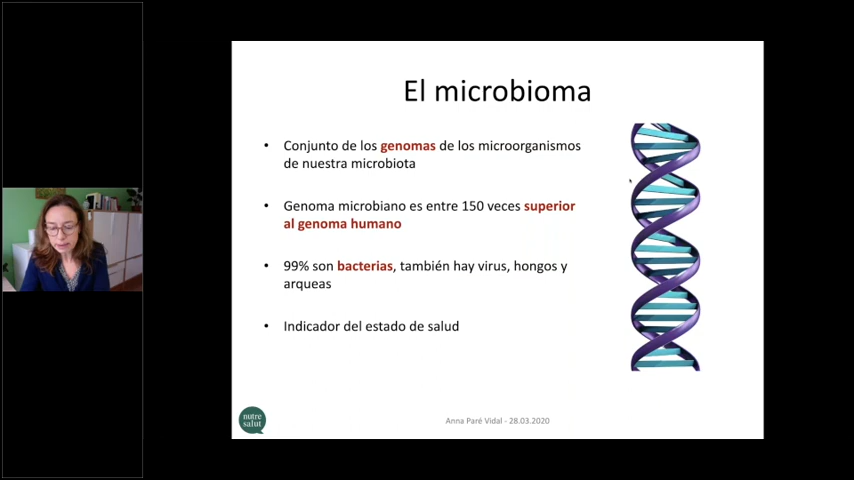 El microbioma
• Conjunto de los genomas de los microorganismos
de nuestra microbiota
• Genoma microbiano es entre 150 veces superior
al genoma humano
• 99% son bacterias, también hay virus, hongos y
arqueas
• Indicador del estado de salud
nutre
salut
Anna Paré Vidal - 28.03.2020